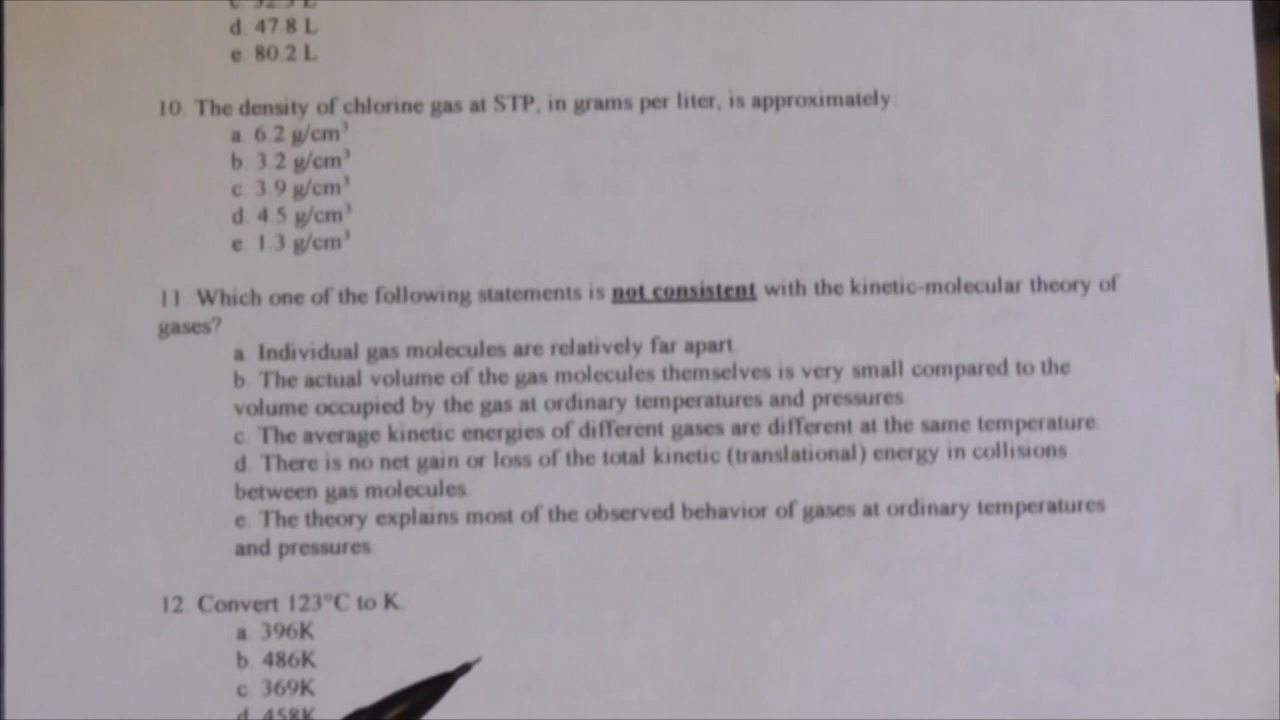 d. 47.8 L
e. 80.2 L
10. The density of chlorine gas at STP, in grams per liter, is approximately
a. 6.2 g/cm³
b. 3.2 g/cm³
c. 3.9 g/cm³
d. 4.5 g/cm³
e. 1.3 g/cm³
11. Which one of the following statements is not consistent with the kinetic-molecular theory of
gases?
a. Individual gas molecules are relatively far apart.
b. The actual volume of the gas molecules themselves is very small compared to the
volume occupied by the gas at ordinary temperatures and pressures.
c. The average kinetic energies of different gases are different at the same temperature.
d. There is no net gain or loss of the total kinetic (translational) energy in collisions
between gas molecules.
e. The theory explains most of the observed behavior of gases at ordinary temperatures
and pressures.
12. Convert 123°C to K.
a. 396K
b. 486K
c. 369K
d. 458K